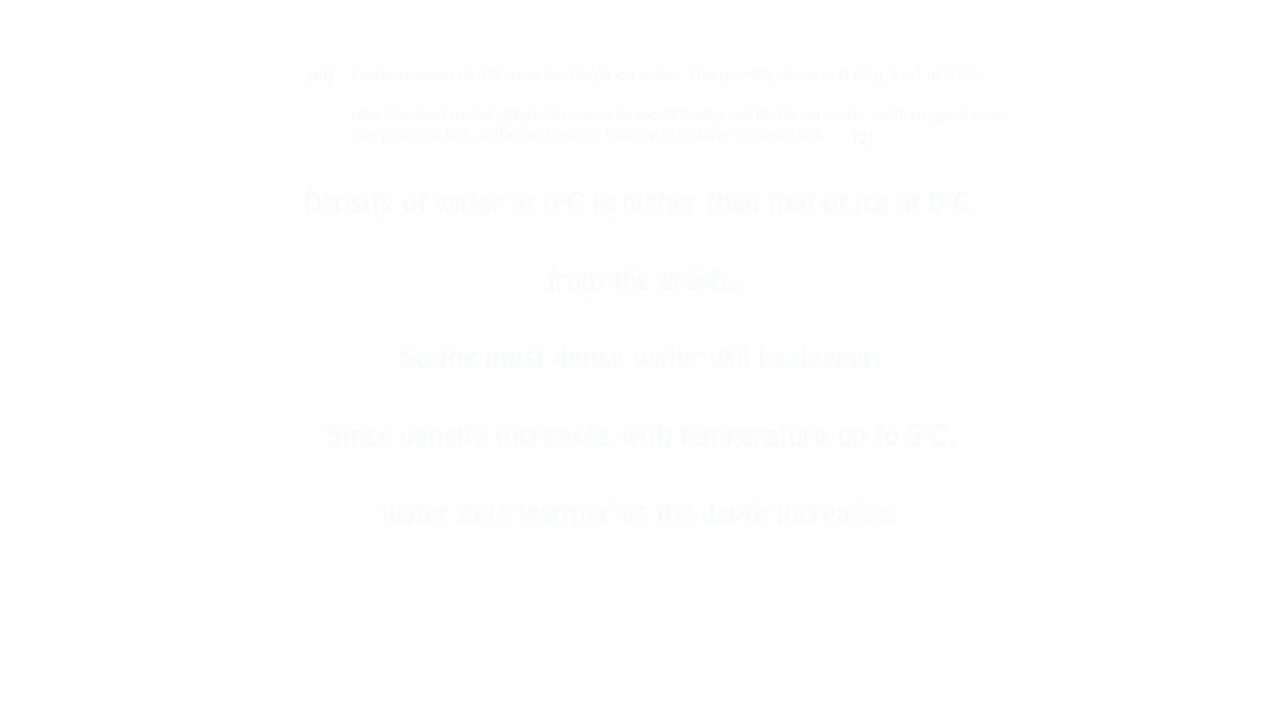 (iii) Water freezes at 0°C and ice floats on water. The density of ice is 0.92 g/cm³ at 0°C.
Use the data in the graph for water to explain why ice floats on water, and suggest how
this protects fish at the bottoms of lakes which have frozen over. [2]
Density of water at 0°C is higher than that of ice at 0°C,
from the graph.
So the most dense water will be deeper.
Since density increases with temperature up to 5°C,
water gets warmer as the depth increases.